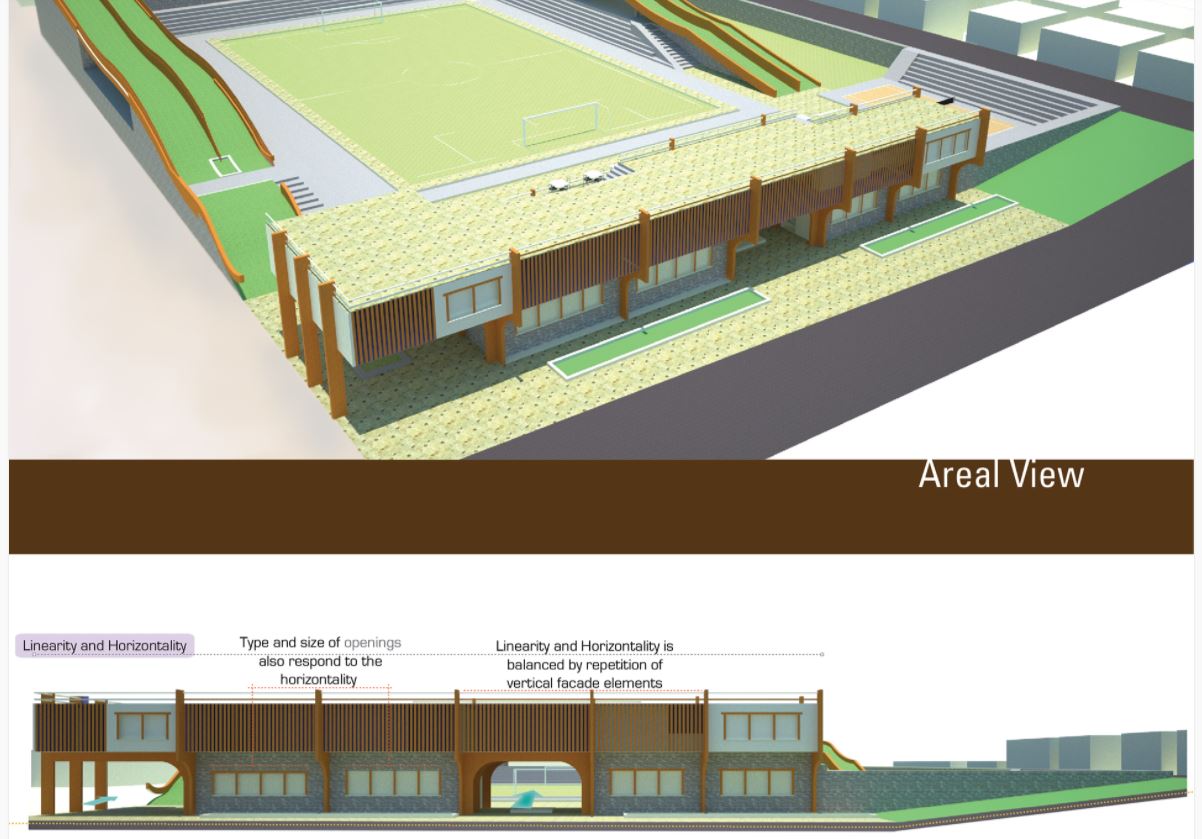 Areal View
Linearity and Horizontality
Type and size of openings
also respond to the
horizontality
Linearity and Horizontality is
balanced by repetition of
vertical facade elements